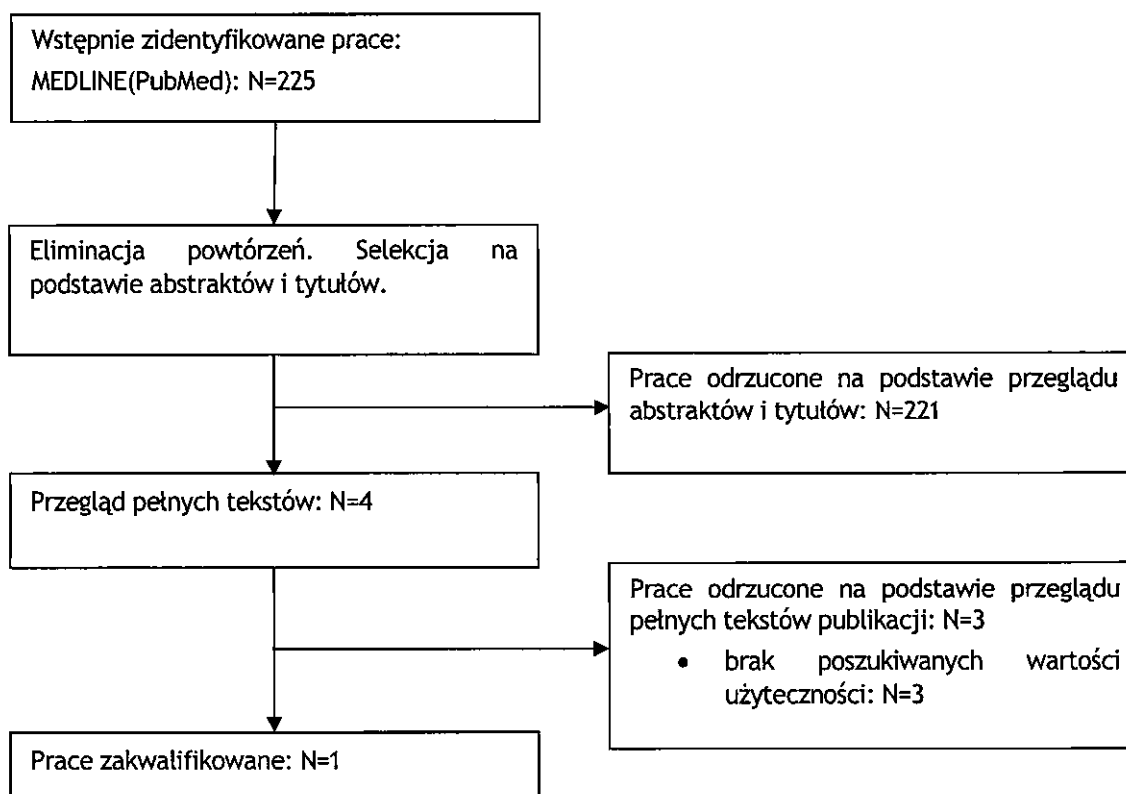 Wstępnie zidentyfikowane prace:
MEDLINE(PubMed): N=225
Eliminacja powtórzeń. Selekcja na
podstawie abstraktów i tytułów.
Prace odrzucone na podstawie przeglądu
abstraktów i tytułów: N=221
Przegląd pełnych tekstów: N=4
Prace odrzucone na podstawie przeglądu
pełnych tekstów publikacji: N=3
• brak poszukiwanych wartości
użyteczności: N=3
Prace zakwalifikowane: N=1